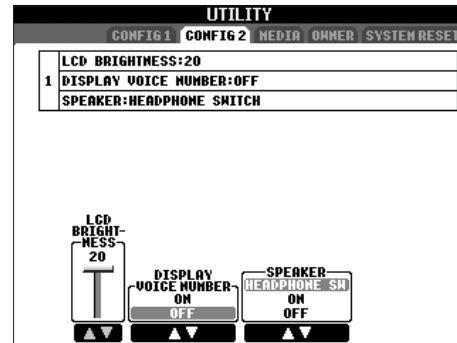 UTILITY
CONFIG 1 CONFIG 2 MEDIA OWNER SYSTEM RESET
LCD BRIGHTNESS:20
1 DISPLAY VOICE NUMBER:OFF
SPEAKER:HEADPHONE SWITCH
LCD
BRIGHT-
NESS
20
DISPLAY
VOICE NUMBER
ON
OFF
SPEAKER
HEADPHONE SW
ON
OFF